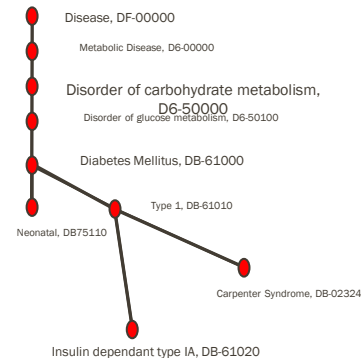 Disease, DF-00000
Metabolic Disease, D6-00000
Disorder of carbohydrate metabolism,
D6-50000
Disorder of glucose metabolism, D6-50100
Diabetes Mellitus, DB-61000
Type 1, DB-61010
Neonatal, DB75110
Carpenter Syndrome, DB-02324
Insulin dependant type IA, DB-61020